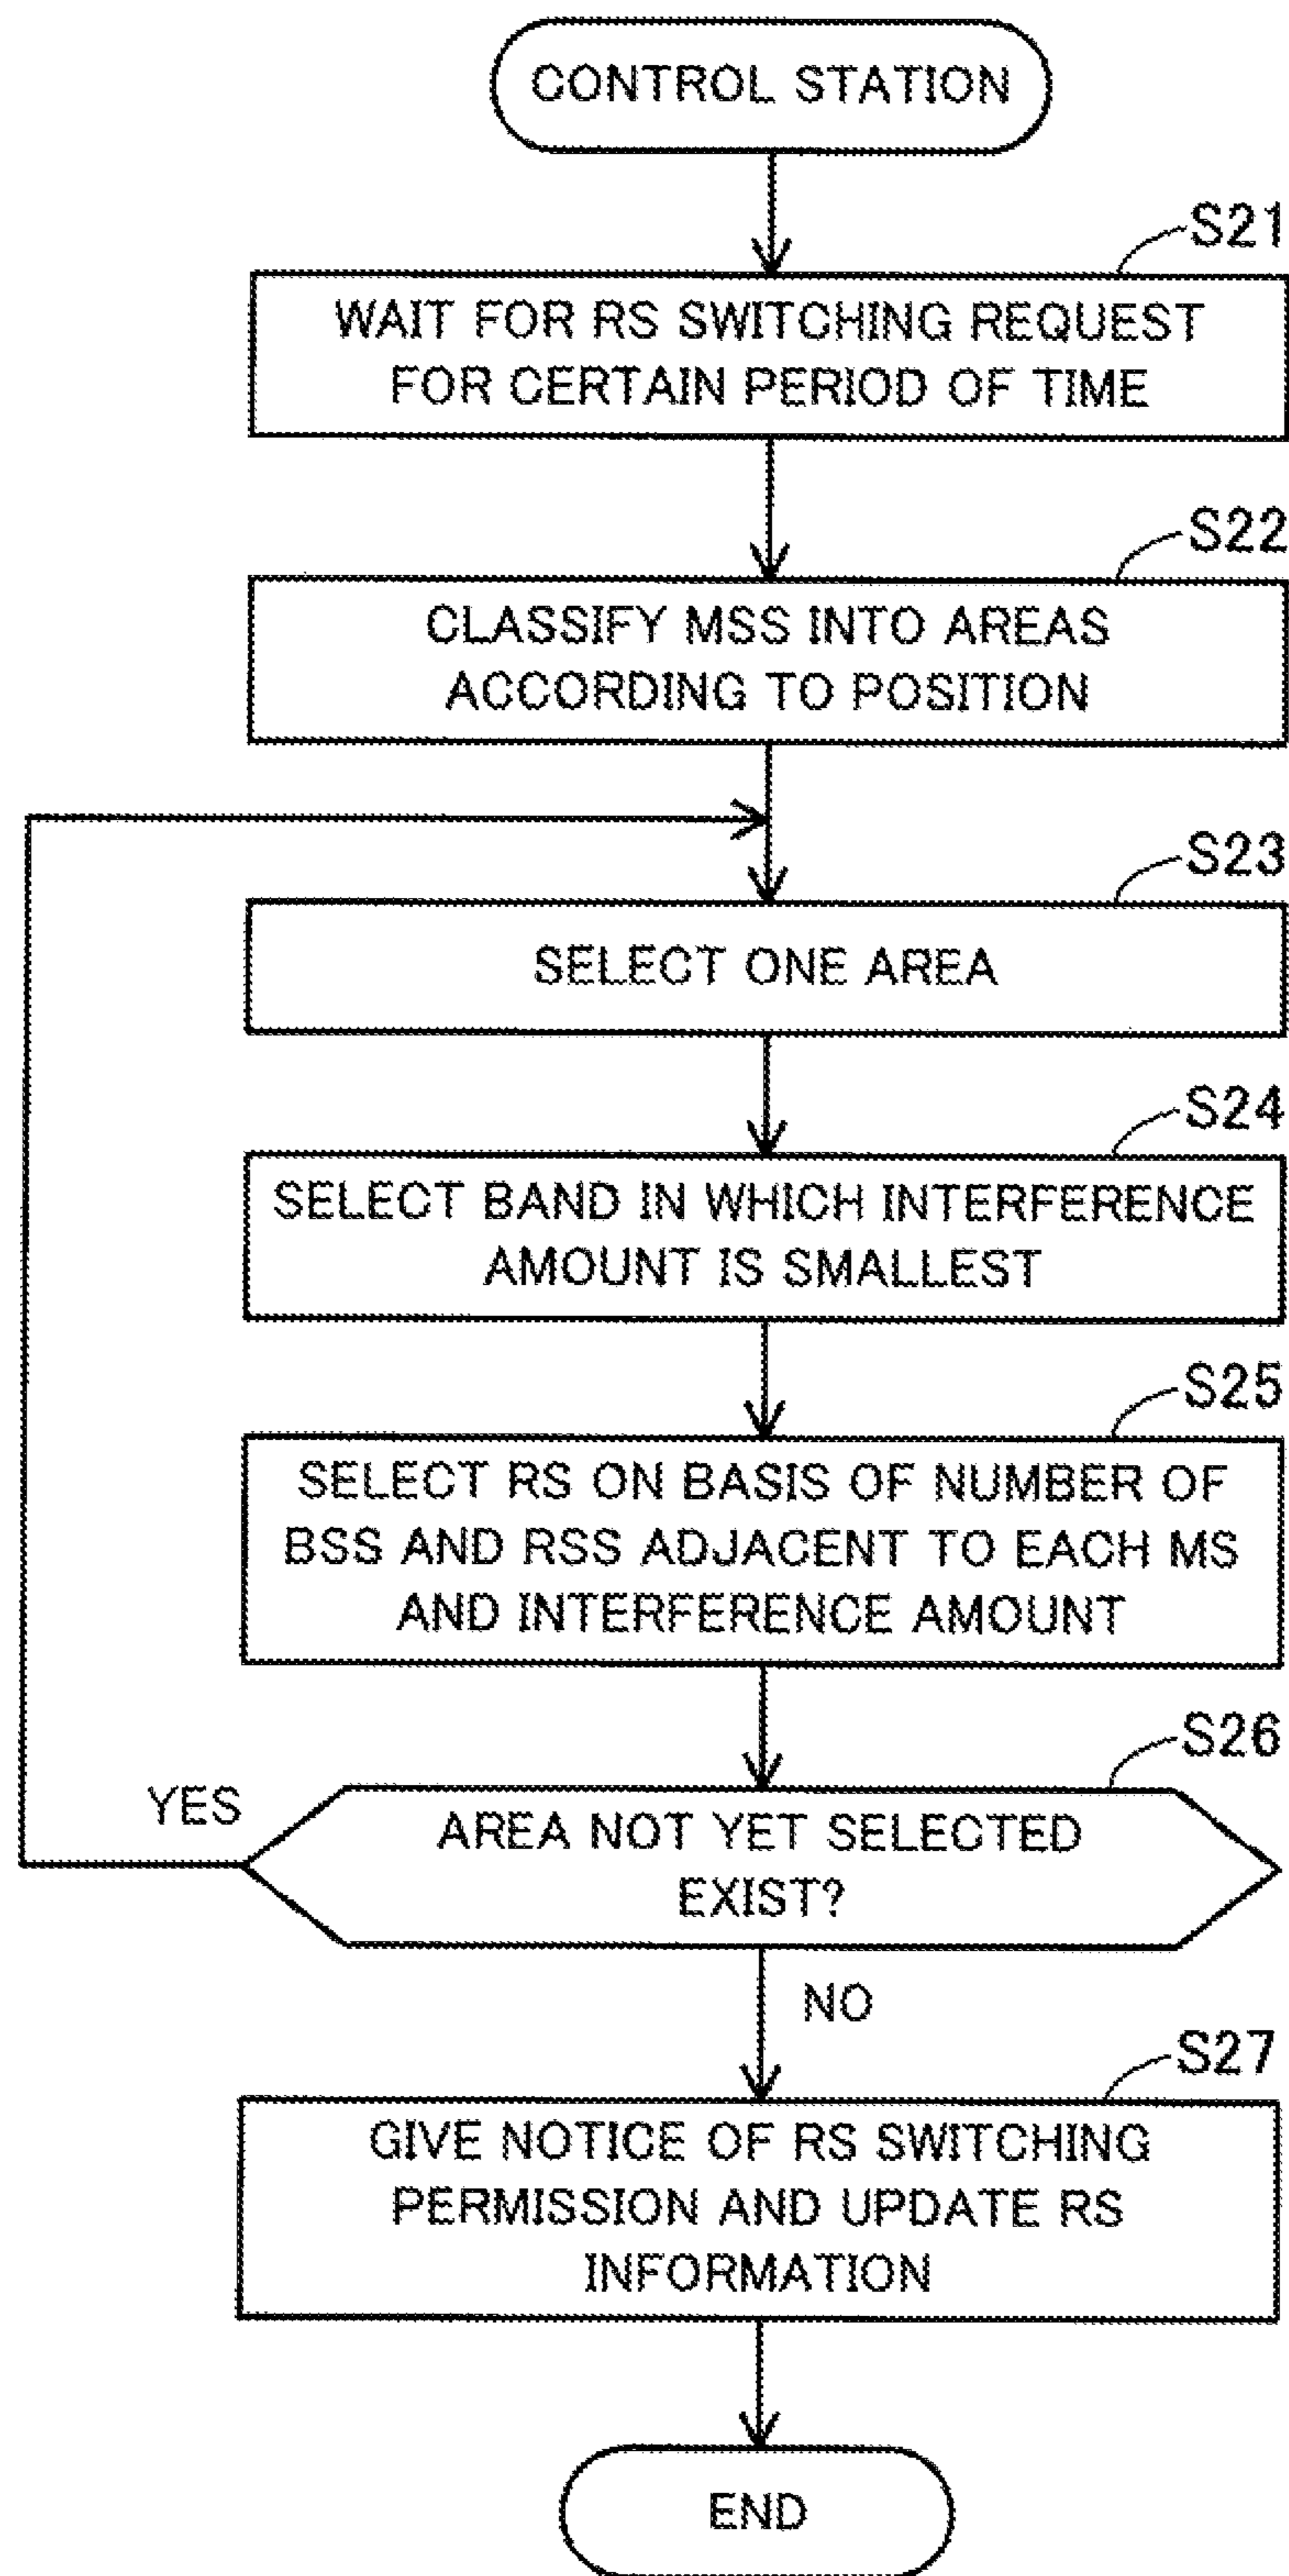 CONTROL STATION
S21
WAIT FOR RS SWITCHING REQUEST
FOR CERTAIN PERIOD OF TIME
S22
CLASSIFY MSS INTO AREAS
ACCORDING TO POSITION
S23
SELECT ONE AREA
S24
SELECT BAND IN WHICH INTERFERENCE
AMOUNT IS SMALLEST
S25
SELECT RS ON BASIS OF NUMBER OF
BSS AND RSS ADJACENT TO EACH MS
AND INTERFERENCE AMOUNT
S26
YES
AREA NOT YET SELECTED
EXIST?
NO
S27
GIVE NOTICE OF RS SWITCHING
PERMISSION AND UPDATE RS
INFORMATION
END